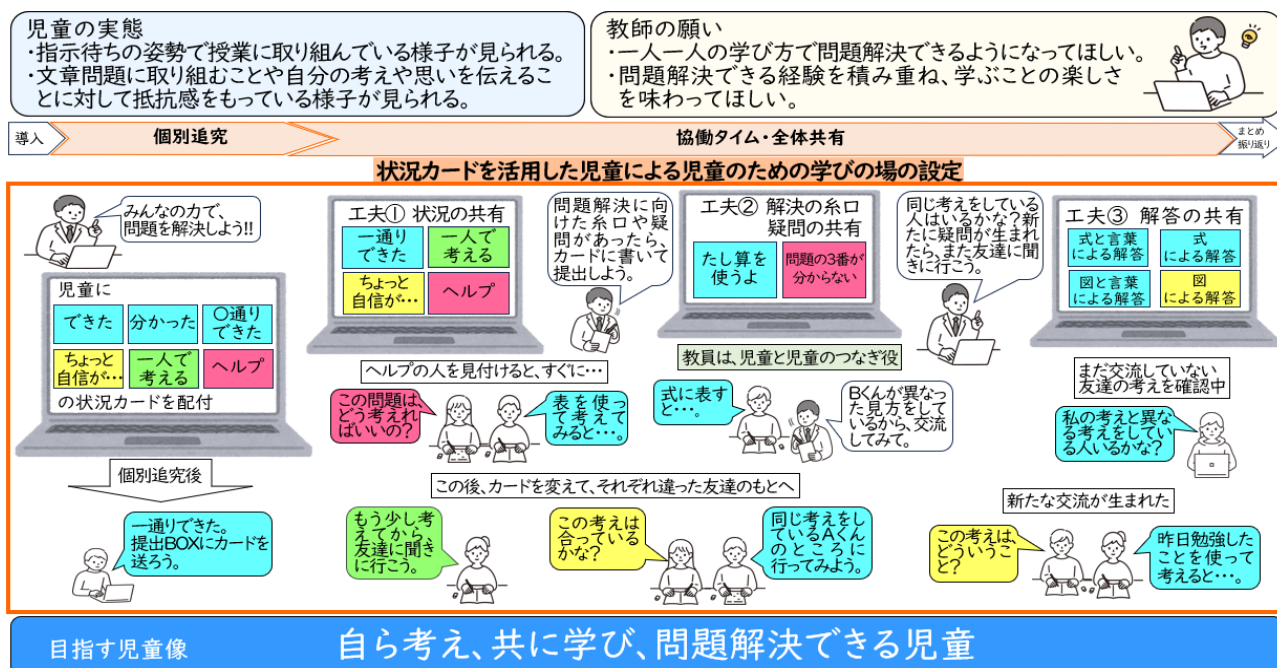 児童の実態
・指示待ちの姿勢で授業に取り組んでいる様子が見られる。
・文章問題に取り組むことや自分の考えや思いを伝えるこ
とに対して抵抗感をもっている様子が見られる。
教師の願い
・一人一人の学び方で問題解決できるようになってほしい。
・問題解決できる経験を積み重ね、学ぶことの楽しさ
を味わってほしい。
導入
個別追究
協働タイム・全体共有
まとめ
振り返り
状況カードを活用した児童による児童のための学びの場の設定
みんなの力で、
問題を解決しよう!!
児童に
できた
分かった
〇通り
できた
ちょっと
自信が…
一人で
考える
ヘルプ
の状況カードを配付
個別追究後
一通りできた。
提出BOXにカードを
送ろう。
工夫① 状況の共有
一通り
できた
一人で
考える
ちょっと
自信が…
ヘルプ
問題解決に向
けた糸口や疑
問があったら、
カードに書いて
提出しよう。
ヘルプの人を見付けると、すぐに…
この問題は、
どう考えれ
ばいいの?
表を使っ
て考えて
みると…。
工夫② 解決の糸口
疑問の共有
たし算を
使うよ
問題の3番が
分からない
教員は、児童と児童のつなぎ役
式に表す
と…。
Bくんが異なっ
た見方をして
いるから、交流
してみて。
この後、カードを変えて、それぞれ違った友達のもとへ
もう少し考
えてから、
友達に聞き
に行こう。
この考えは
合っている
かな?
同じ考えをし
ているAくん
のところに
行ってみよう。
同じ考えをしている
人はいるかな?新
たに疑問が生まれ
たら、また友達に聞
きに行こう。
工夫③ 解答の共有
式と言葉
による解答
式
による解答
図と言葉
による解答
図
による解答
まだ交流していない
友達の考えを確認中
私の考えと異な
る考えをしてい
る人いるかな?
新たな交流が生まれた
この考えは、
どういうこ
と?
昨日勉強した
ことを使って
考えると…。
目指す児童像
自ら考え、共に学び、問題解決できる児童